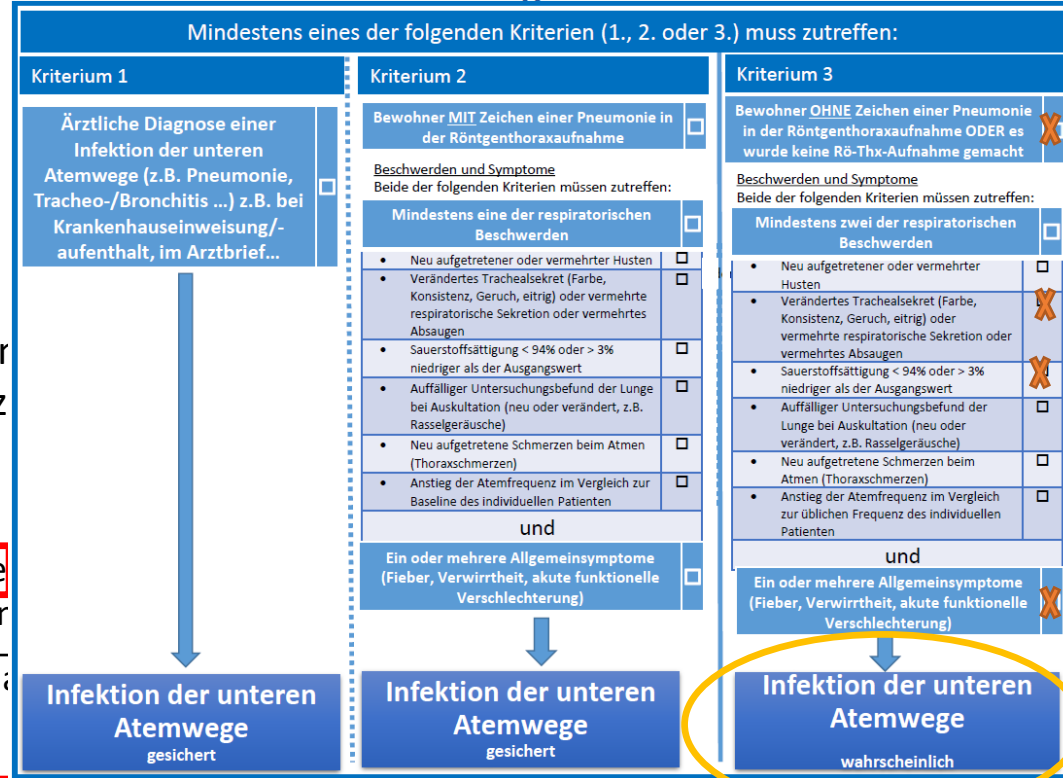 Mindestens eines der folgenden Kriterien (1., 2. oder 3.) muss zutreffen:
Kriterium 1
Ärztliche Diagnose einer
Infektion der unteren
Atemwege (z.B. Pneumonie,
Tracheo-/Bronchitis ...) z.B. bei
Krankenhauseinweisung/-
aufenthalt, im Arztbrief...
Infektion der unteren
Atemwege
gesichert
Kriterium 2
Bewohner MIT Zeichen einer Pneumonie in
der Röntgenthoraxaufnahme
Beschwerden und Symptome
Beide der folgenden Kriterien müssen zutreffen:
Mindestens eine der respiratorischen
Beschwerden
• Neu aufgetretener oder vermehrter Husten
• Verändertes Trachealsekret (Farbe,
Konsistenz, Geruch, eitrig) oder vermehrte
respiratorische Sekretion oder vermehrtes
Absaugen
• Sauerstoffsättigung < 94% oder > 3%
niedriger als der Ausgangswert
• Auffälliger Untersuchungsbefund der Lunge
bei Auskultation (neu oder verändert, z.B.
Rasselgeräusche)
• Neu aufgetretene Schmerzen beim Atmen
(Thoraxschmerzen)
• Anstieg der Atemfrequenz im Vergleich zur
Baseline des individuellen Patienten
und
Ein oder mehrere Allgemeinsymptome
(Fieber, Verwirrtheit, akute funktionelle
Verschlechterung)
Infektion der unteren
Atemwege
gesichert
Kriterium 3
Bewohner OHNE Zeichen einer Pneumonie
in der Röntgenthoraxaufnahme ODER es
wurde keine Rö-Thx-Aufnahme gemacht
Beschwerden und Symptome
Beide der folgenden Kriterien müssen zutreffen:
Mindestens zwei der respiratorischen
Beschwerden
• Neu aufgetretener oder vermehrter
Husten
• Verändertes Trachealsekret (Farbe,
Konsistenz, Geruch, eitrig) oder
vermehrte respiratorische Sekretion oder
vermehrtes Absaugen
• Sauerstoffsättigung < 94% oder > 3%
niedriger als der Ausgangswert
• Auffälliger Untersuchungsbefund der
Lunge bei Auskultation (neu oder
verändert, z.B. Rasselgeräusche)
• Neu aufgetretene Schmerzen beim
Atmen (Thoraxschmerzen)
• Anstieg der Atemfrequenz im Vergleich
zur üblichen Frequenz des individuellen
Patienten
und
Ein oder mehrere Allgemeinsymptome
(Fieber, Verwirrtheit, akute funktionelle
Verschlechterung)
Infektion der unteren
Atemwege
wahrscheinlich